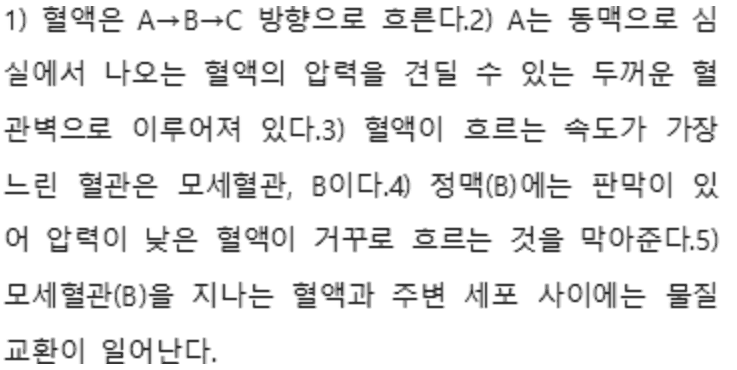 1) 혈액은 A→B→C 방향으로 흐른다.2) A는 동맥으로 심
실에서 나오는 혈액의 압력을 견딜 수 있는 두꺼운 혈
관벽으로 이루어져 있다.3) 혈액이 흐르는 속도가 가장
느린 혈관은 모세혈관, B이다.4) 정맥(B)에는 판막이 있
어 압력이 낮은 혈액이 거꾸로 흐르는 것을 막아준다.5)
모세혈관(B)을 지나는 혈액과 주변 세포 사이에는 물질
교환이 일어난다.